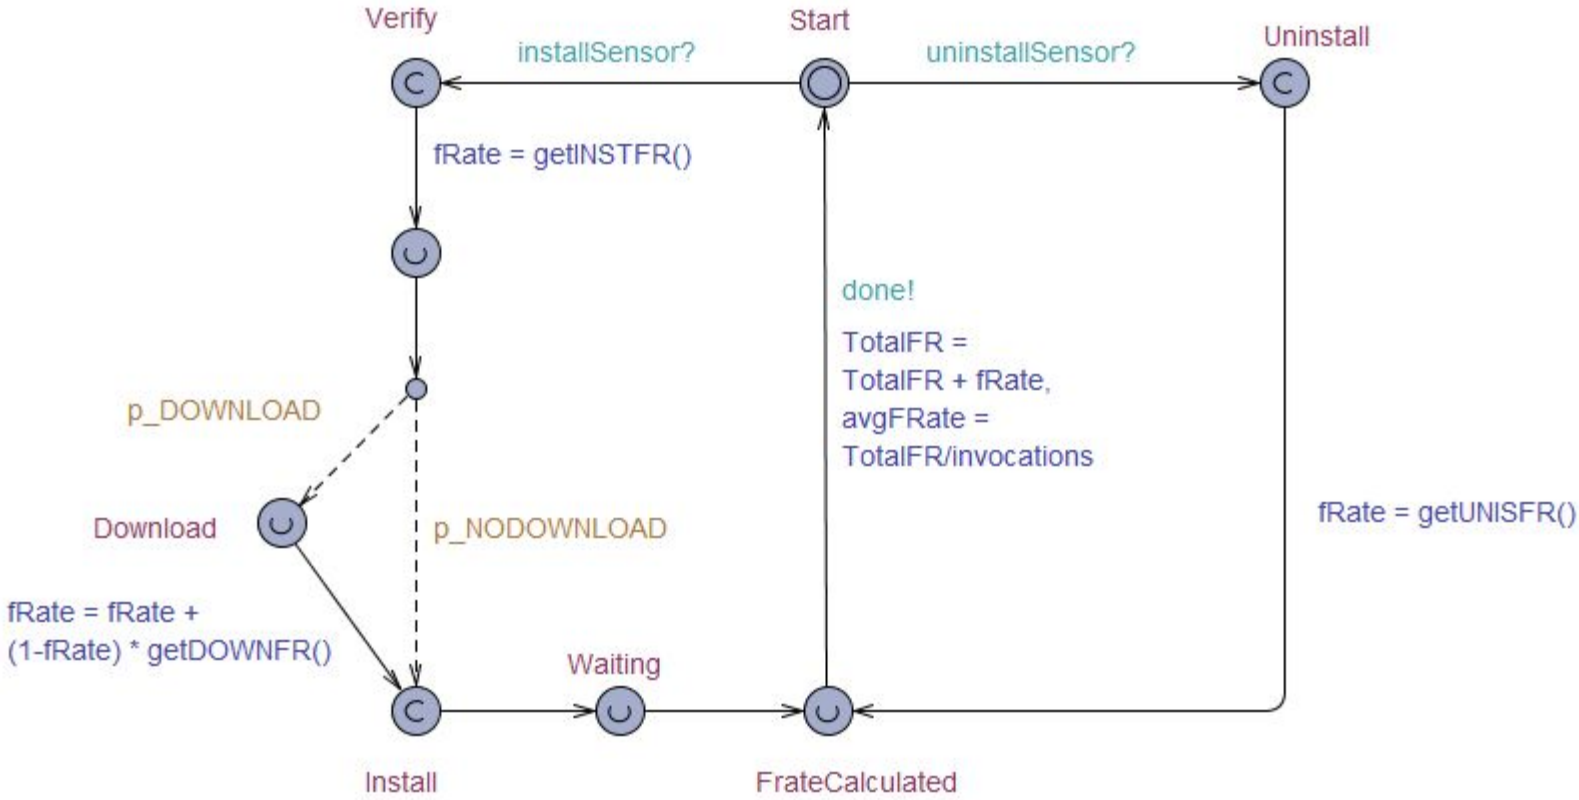 Verify
Start
Uninstall
installSensor?
uninstallSensor?
C
C
fRate = getINSTFR()
U
done!
TotalFR =
TotalFR + fRate,
avgFRate =
TotalFR/invocations
p_DOWNLOAD
Download
U
p_NODOWNLOAD
fRate = getUNISFR()
fRate = fRate +
(1-fRate) * getDOWNFR()
Waiting
C
U
U
Install
FrateCalculated